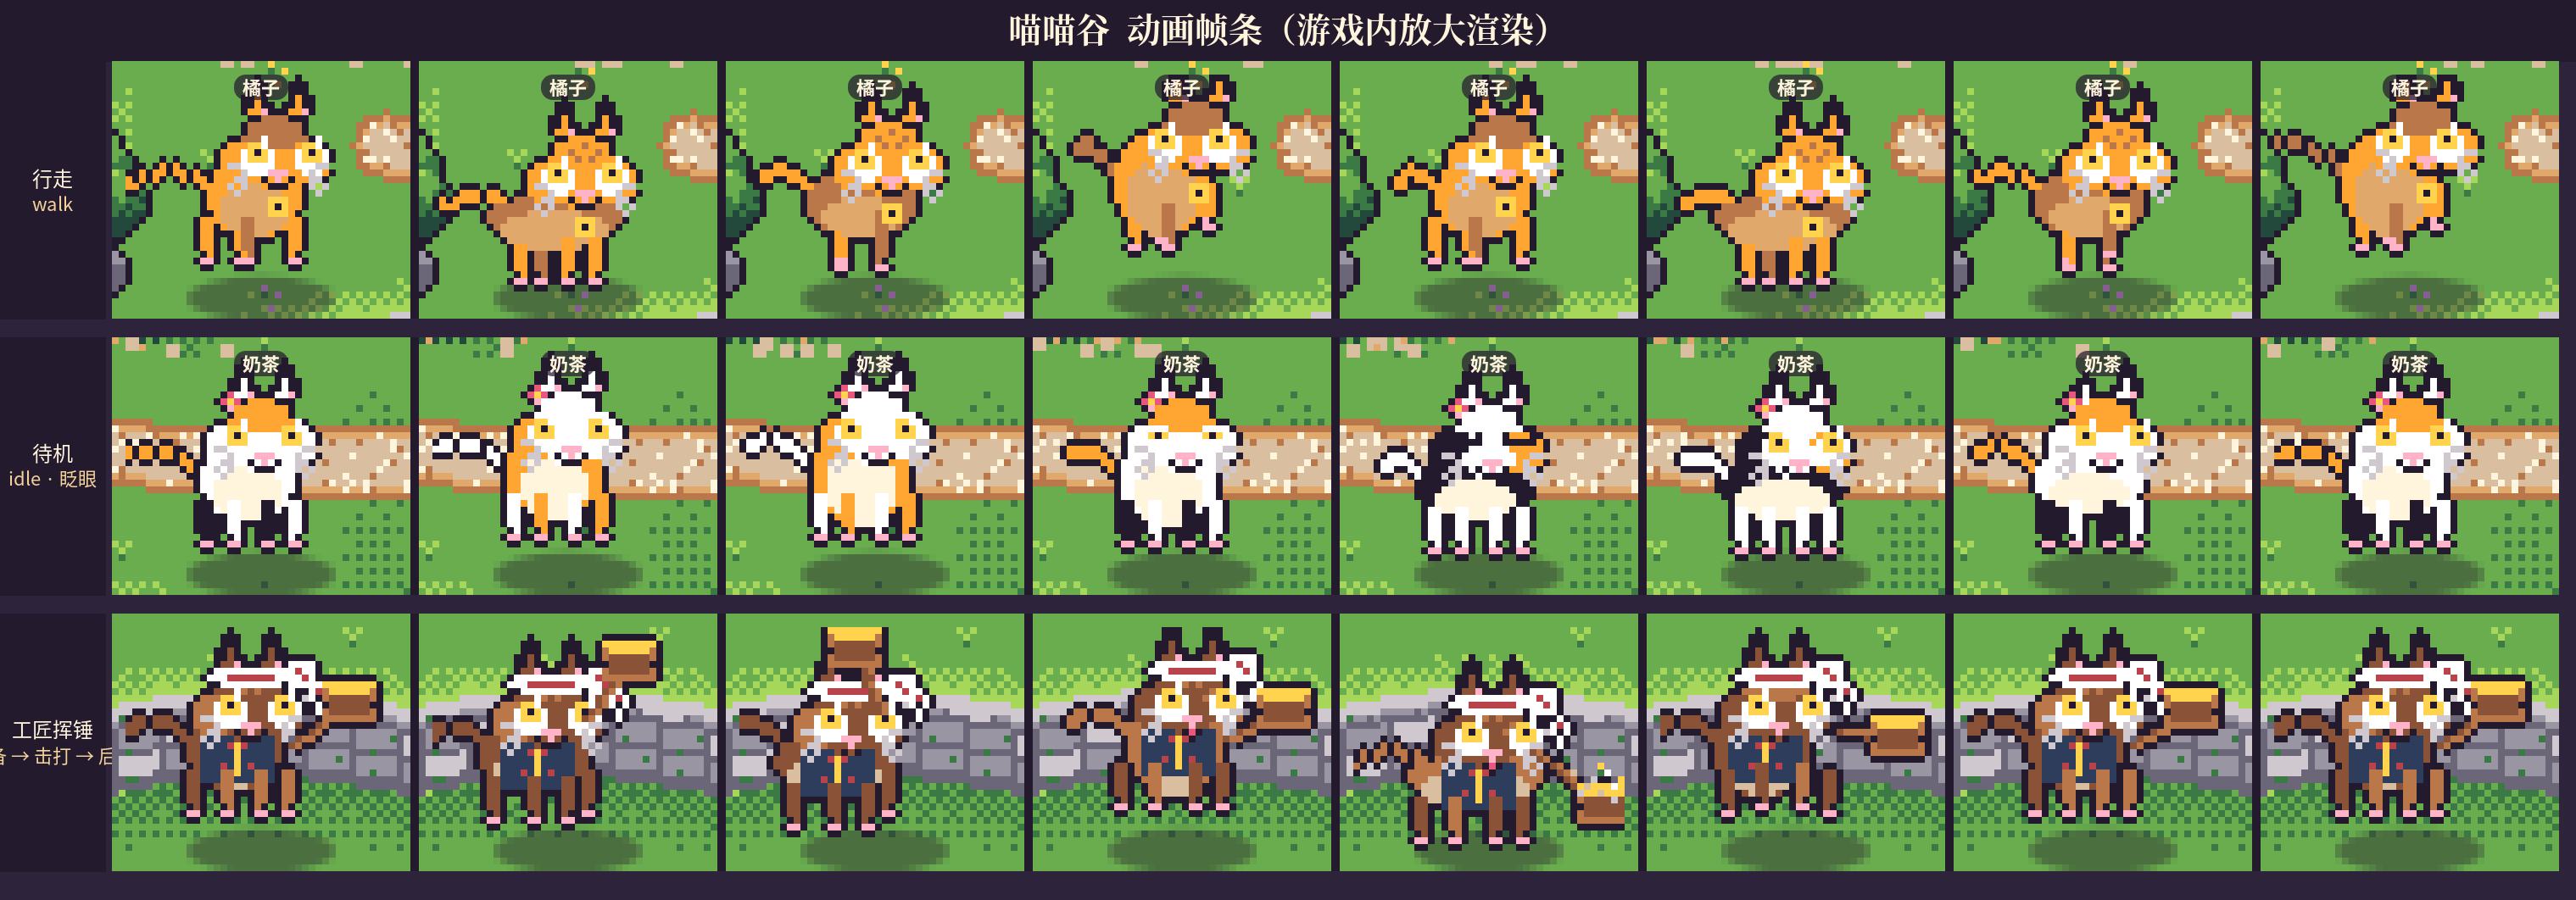 喵喵谷 动画帧条（游戏内放大渲染）
行走
walk
橘子
橘子
橘子
橘子
橘子
橘子
橘子
橘子
待机
idle · 眨眼
奶茶
奶茶
奶茶
奶茶
奶茶
奶茶
奶茶
奶茶
工匠挥锤
→ 击打 →